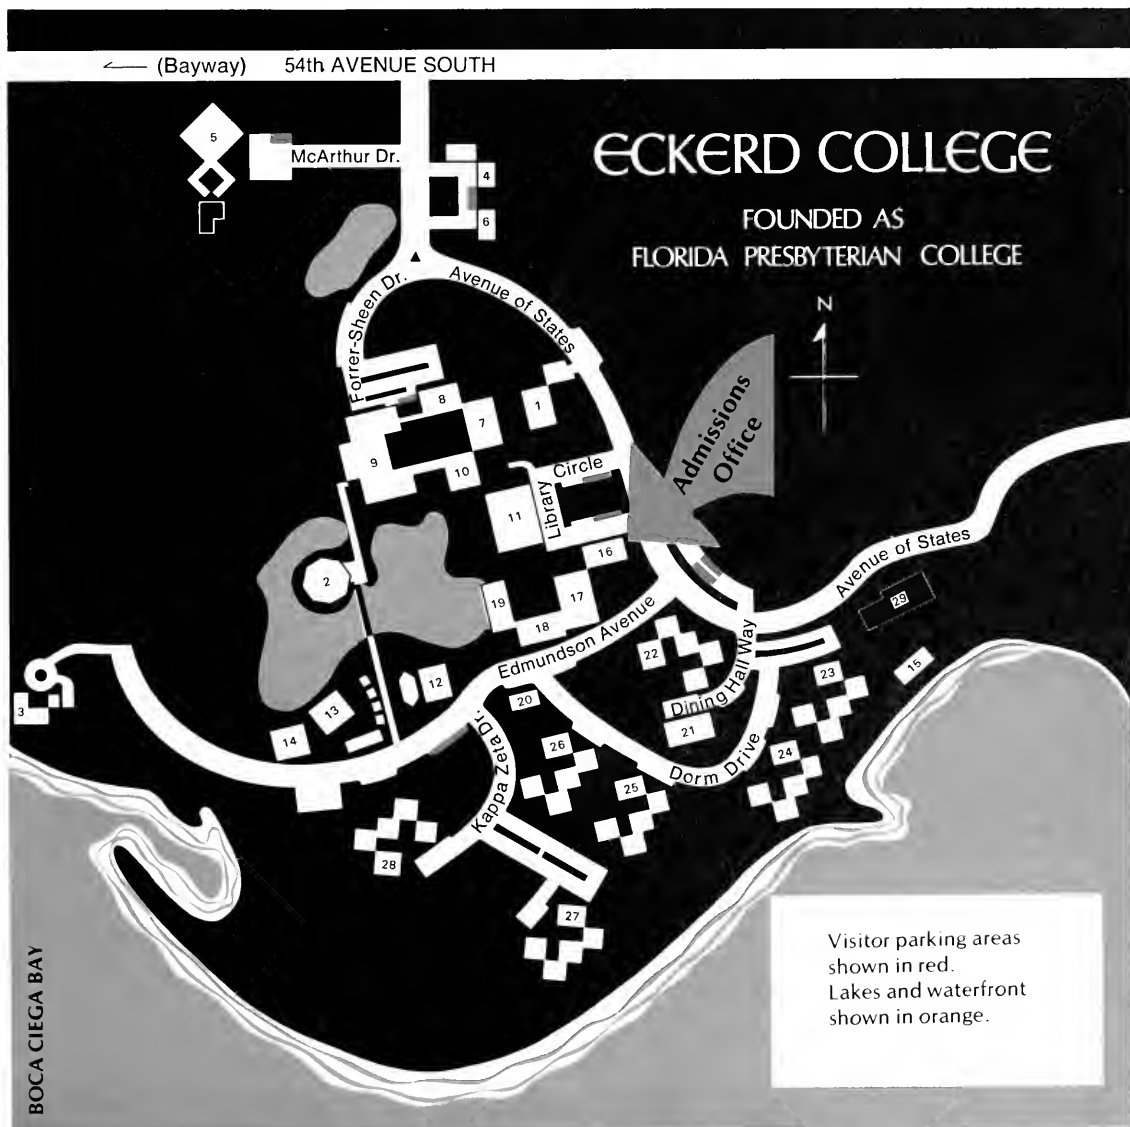 ← (Bayway) 54th AVENUE SOUTH
5
McArthur Dr.
4
6
ECKERD COLLEGE
FOUNDED AS
FLORIDA PRESBYTERIAN COLLEGE
N
Forrer-Sheen Dr.
Avenue of States
8
7
1
9
10
Admissions
Office
Library Circle
11
16
2
19
17
18
Avenue of States
29
Edmundson Avenue
22
Dining Hall Way
23
15
3
12
13
14
20
21
Kappa Zeta Dr.
26
Dorm Drive
24
25
28
27
Visitor parking areas
shown in red.
Lakes and waterfront
shown in orange.
BOCA CIEGA BAY